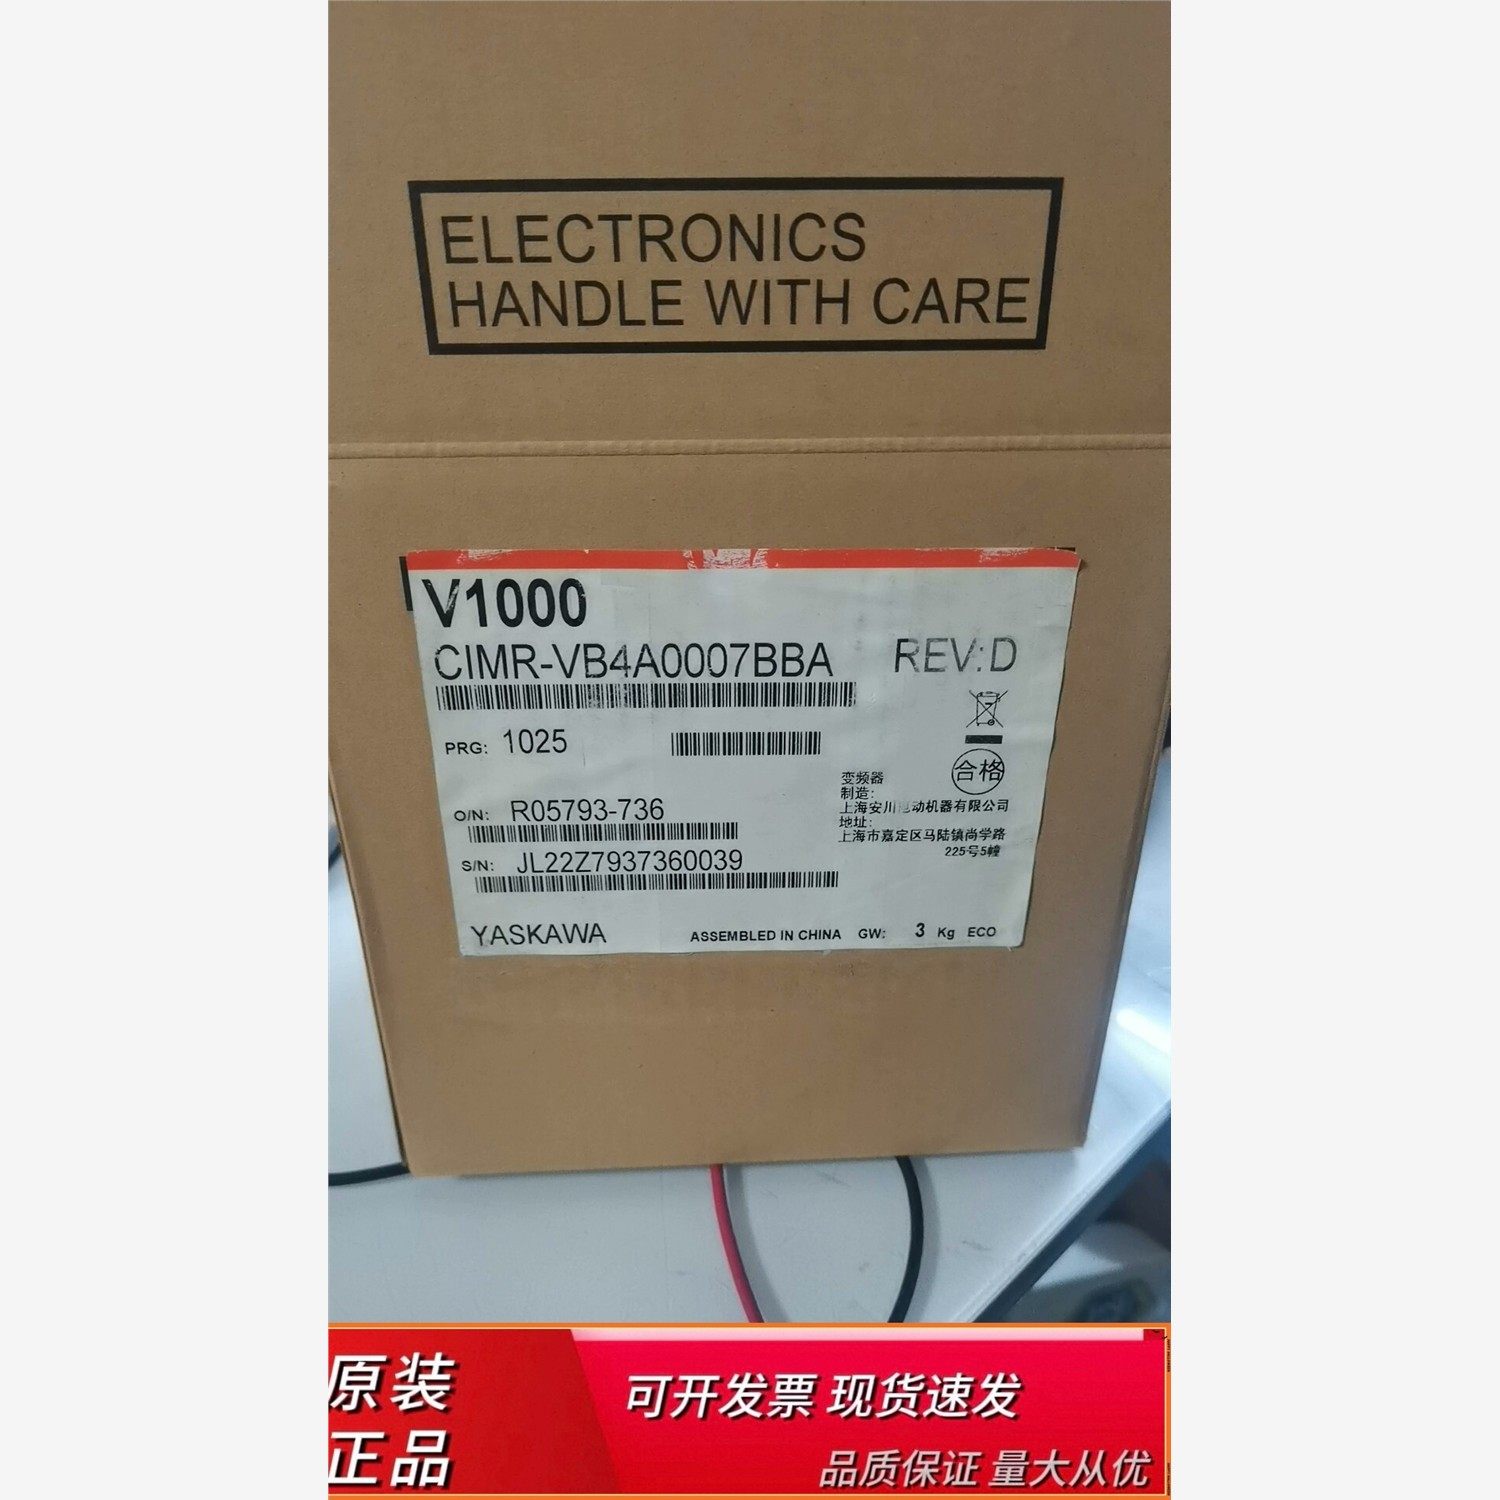 ELECTRONICS
HANDLE WITH CARE
V1000
CIMR-VB4A0007BBA REV:D
PRG: 1025
合格
变频器
制造:
上海安川电动机器有限公司
地址:
上海市嘉定区马陆镇尚学路
225号5幢
O/N: R05793-736
S/N: JL22Z7937360039
YASKAWA ASSEMBLED IN CHINA GW: 3 Kg ECO
原装
正品
可开发票 现货速发
品质保证 量大从优